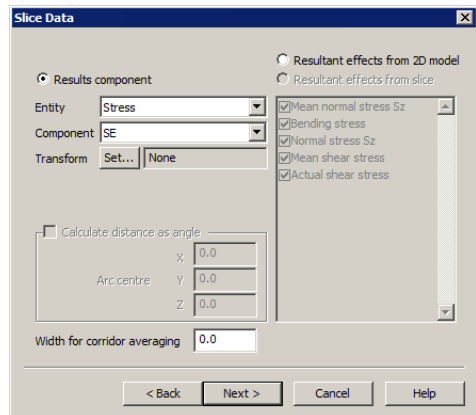 Slice Data
Results component
Resultant effects from 2D model
Resultant effects from slice
Entity Stress
Component SE
Transform Set... None
Mean normal stress Sz
Bending stress
Normal stress Sz
Mean shear stress
Actual shear stress
Calculate distance as angle
X 0.0
Arc centre Y 0.0
Z 0.0
Width for corridor averaging 0.0
< Back Next > Cancel Help